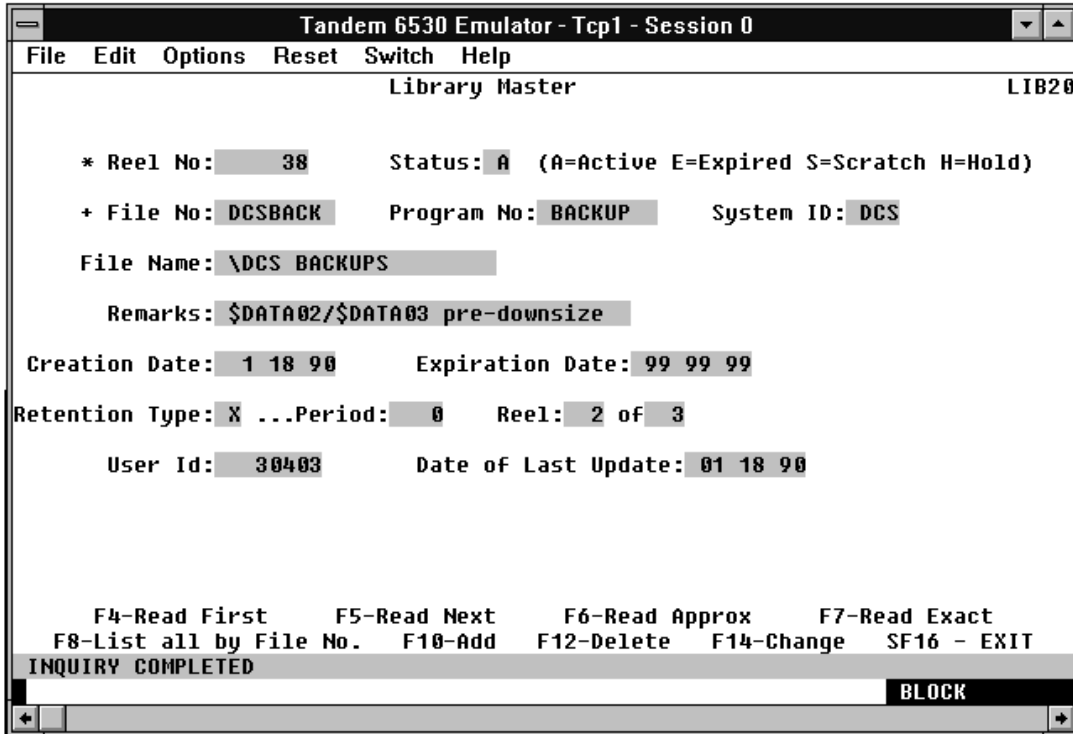 Tandem 6530 Emulator - Tcp1 - Session 0
File Edit Options Reset Switch Help
Library Master LIB20
* Reel No: 38 Status: A (A=Active E=Expired S=Scratch H=Hold)
+ File No: DCSBACK Program No: BACKUP System ID: DCS
File Name: \DCS BACKUPS
Remarks: $DATA02/$DATA03 pre-downsize
Creation Date: 1 18 90 Expiration Date: 99 99 99
Retention Type: X ...Period: 0 Reel: 2 of 3
User Id: 30403 Date of Last Update: 01 18 90
F4-Read First F5-Read Next F6-Read Approx F7-Read Exact
F8-List all by File No. F10-Add F12-Delete F14-Change SF16 - EXIT
INQUIRY COMPLETED
BLOCK